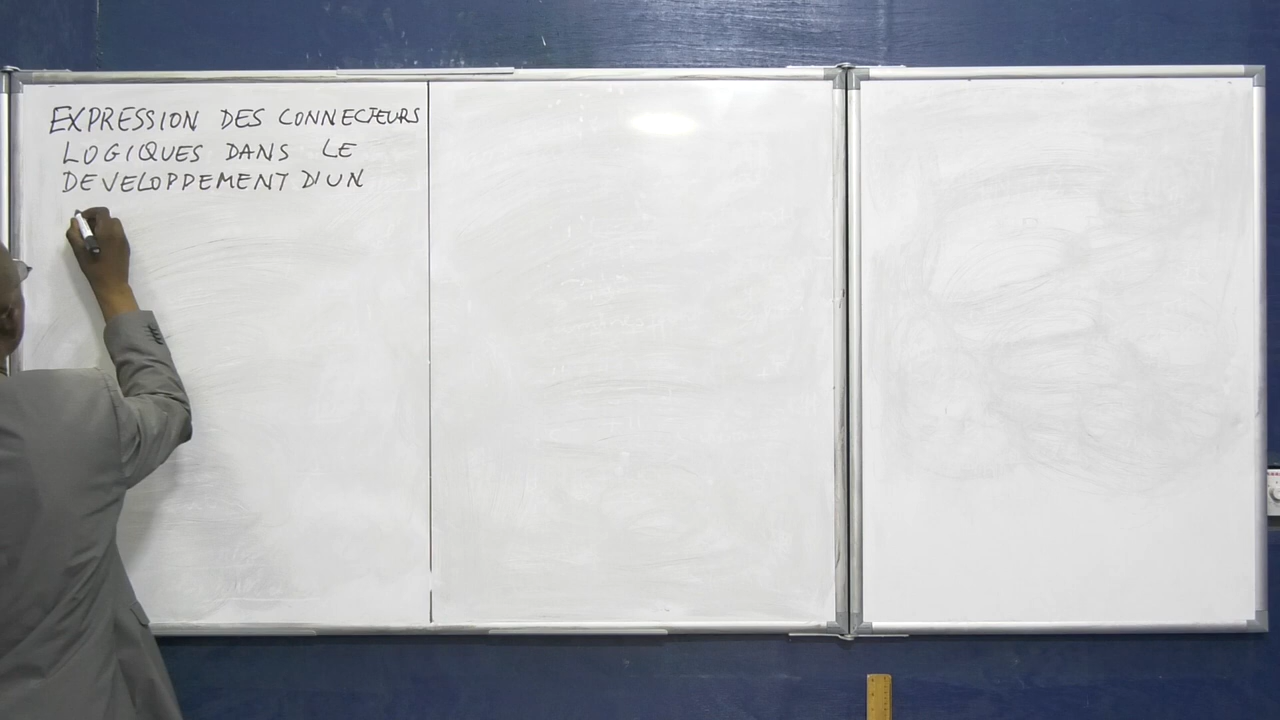 EXPRESSION DES CONNECTEURS
LOGIQUES DANS LE
DEVELOPPEMENT D'UN